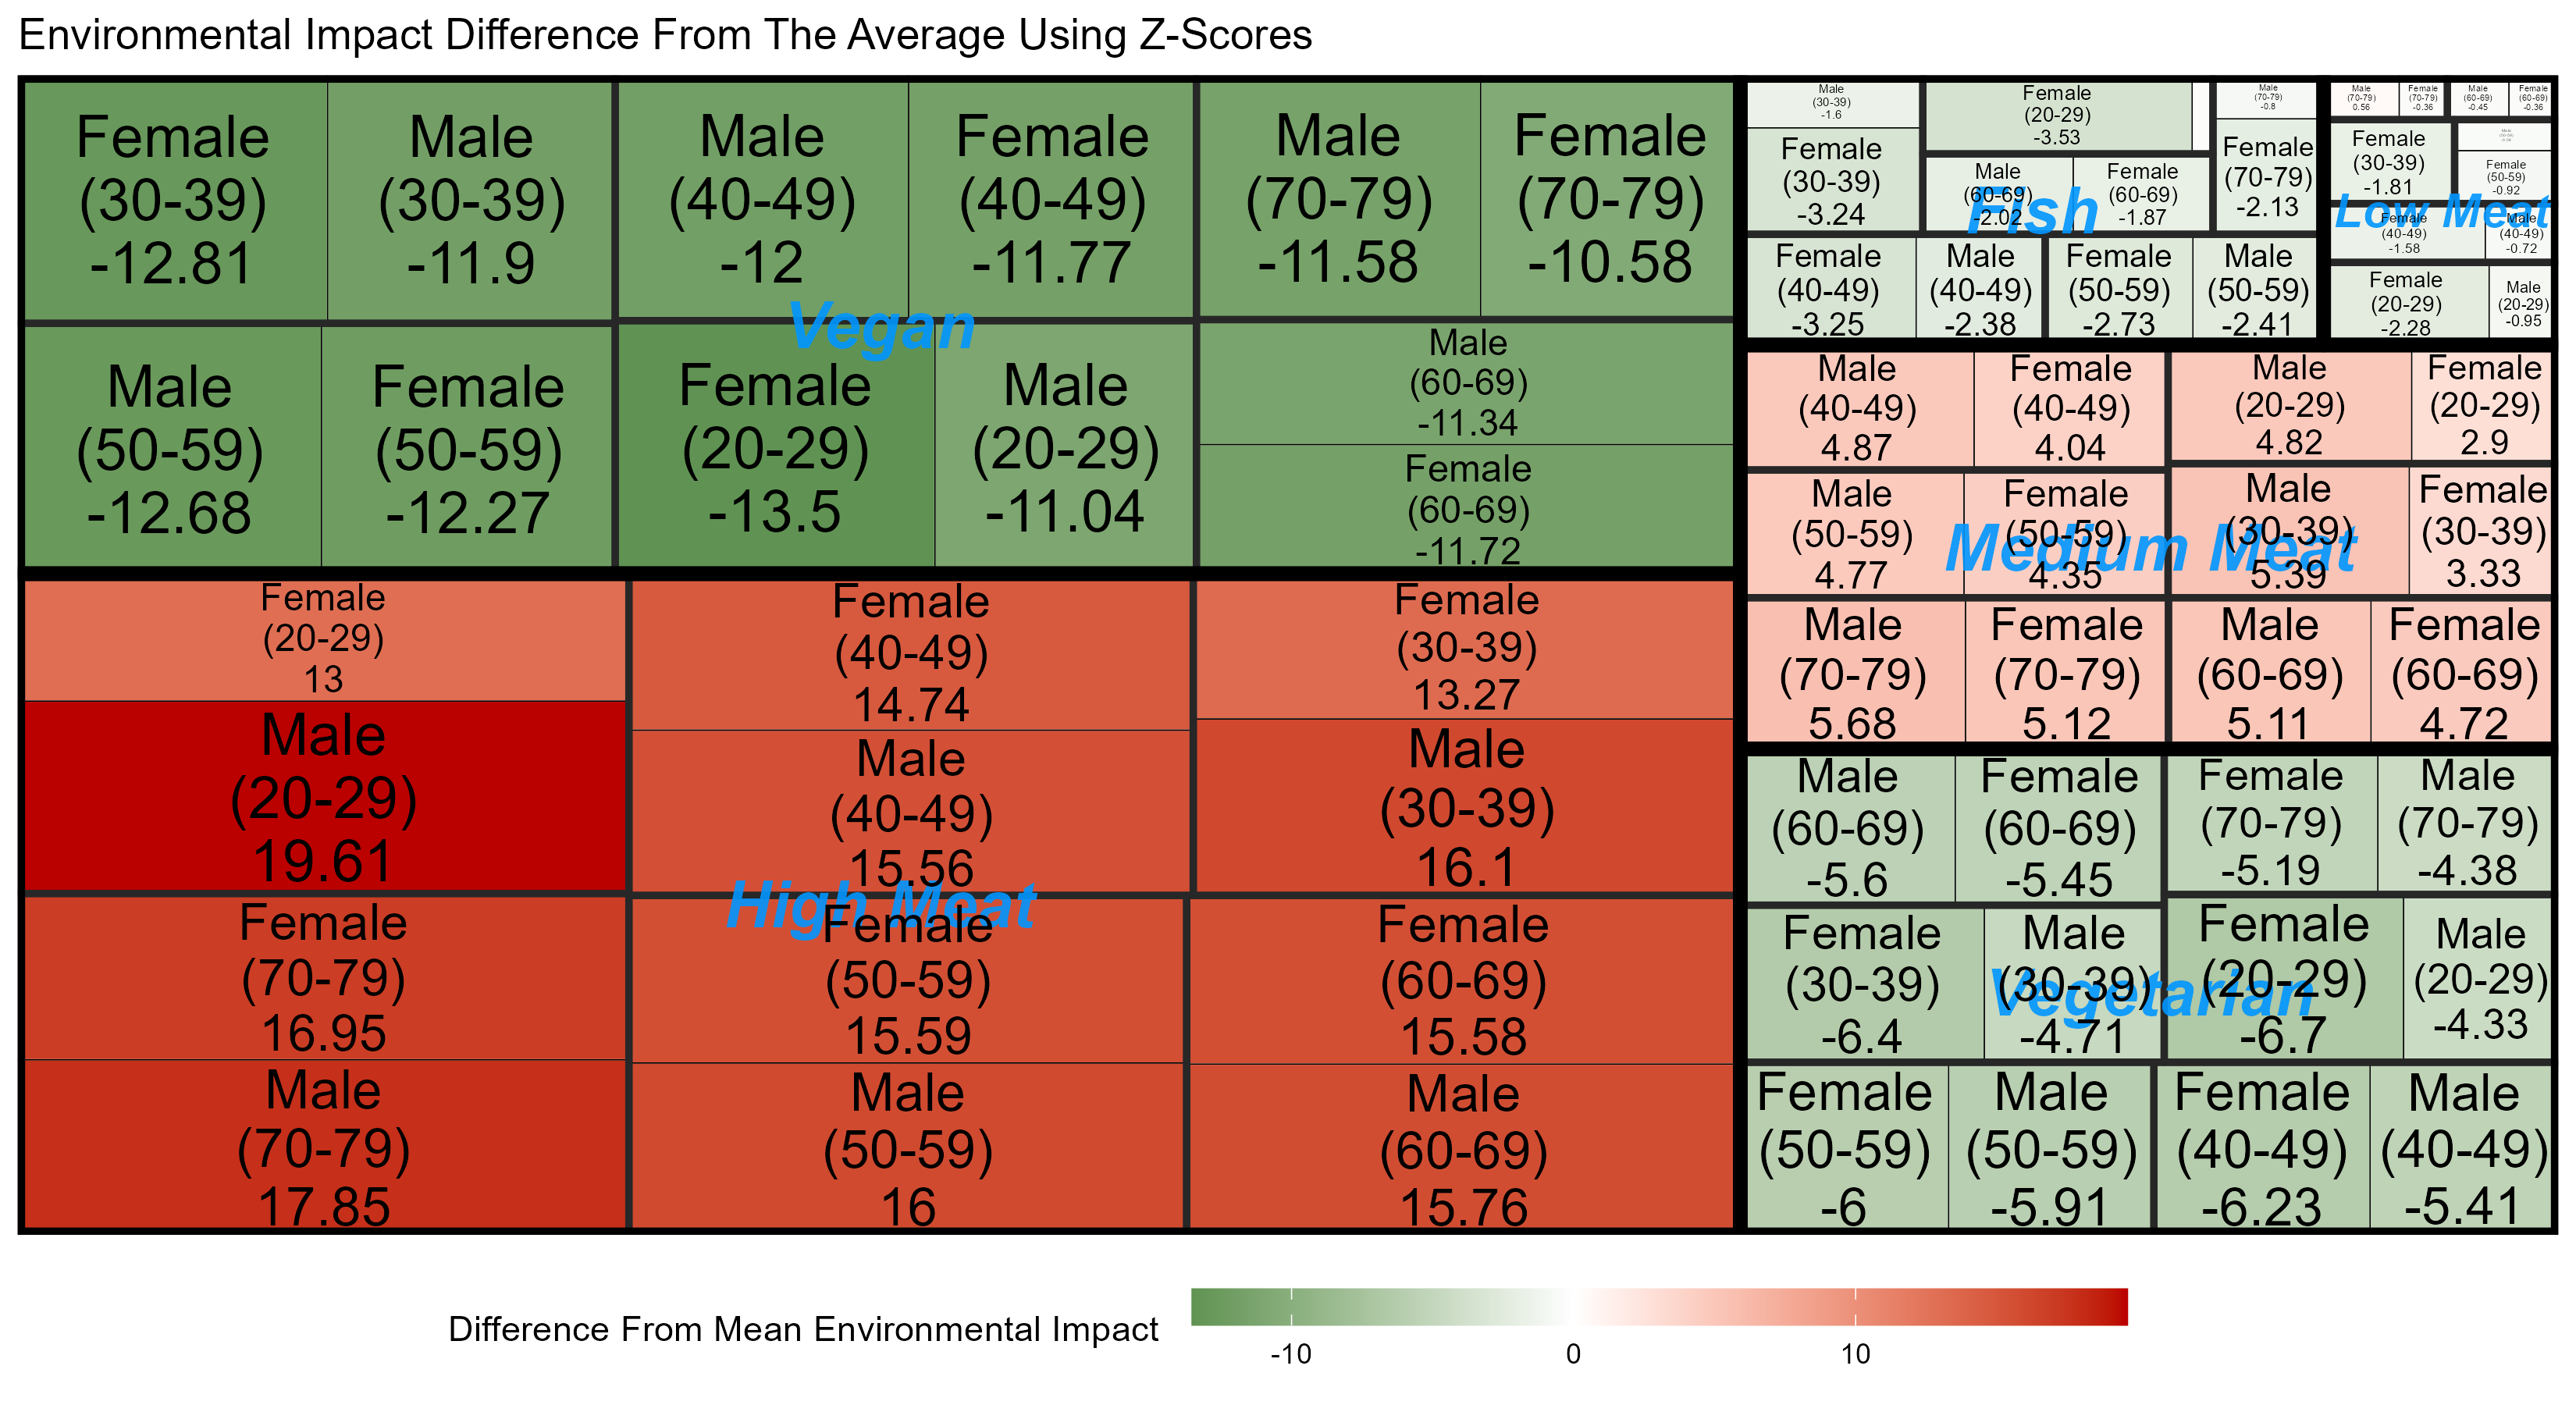 Environmental Impact Difference From The Average Using Z-Scores
Female
(30-39)
-12.81
Male
(30-39)
-11.9
Male
(40-49)
-12
Female
(40-49)
-11.77
Male
(70-79)
-11.58
Female
(70-79)
-10.58
Vegan
Male
(50-59)
-12.68
Female
(50-59)
-12.27
Female
(20-29)
-13.5
Male
(20-29)
-11.04
Male
(60-69)
-11.34
Female
(60-69)
-11.72
Female
(20-29)
13
Male
(20-29)
19.61
Female
(40-49)
14.74
Male
(40-49)
15.56
Female
(30-39)
13.27
Male
(30-39)
16.1
High Meat
Female
(70-79)
16.95
Male
(70-79)
17.85
Female
(50-59)
15.59
Male
(50-59)
16
Female
(60-69)
15.58
Male
(60-69)
15.76
Male
(30-39)
-1.6
Female
(30-39)
-3.24
Female
(20-29)
-3.53
Male
(60-69)
-2.02
Female
(60-69)
-1.87
Male
(70-79)
-0.8
Female
(70-79)
-2.13
Fish
Female
(40-49)
-3.25
Male
(40-49)
-2.38
Female
(50-59)
-2.73
Male
(50-59)
-2.41
Male
(70-79)
0.56
Female
(70-79)
-0.36
Male
(60-69)
-0.45
Female
(60-69)
-0.36
Female
(30-39)
-1.81
Male
Female
(50-59)
-0.92
Low Meat
Female
(40-49)
-1.58
Male
(40-49)
-0.72
Female
(20-29)
-2.28
Male
(20-29)
-0.95
Male
(40-49)
4.87
Female
(40-49)
4.04
Male
(20-29)
4.82
Female
(20-29)
2.9
Male
(50-59)
4.77
Female
(50-59)
4.35
Male
(30-39)
5.39
Female
(30-39)
3.33
Medium Meat
Male
(70-79)
5.68
Female
(70-79)
5.12
Male
(60-69)
5.11
Female
(60-69)
4.72
Male
(60-69)
-5.6
Female
(60-69)
-5.45
Female
(70-79)
-5.19
Male
(70-79)
-4.38
Female
(30-39)
-6.4
Male
(30-39)
-4.71
Female
(20-29)
-6.7
Male
(20-29)
-4.33
Vegetarian
Female
(50-59)
-6
Male
(50-59)
-5.91
Female
(40-49)
-6.23
Male
(40-49)
-5.41
Difference From Mean Environmental Impact
-10
0
10